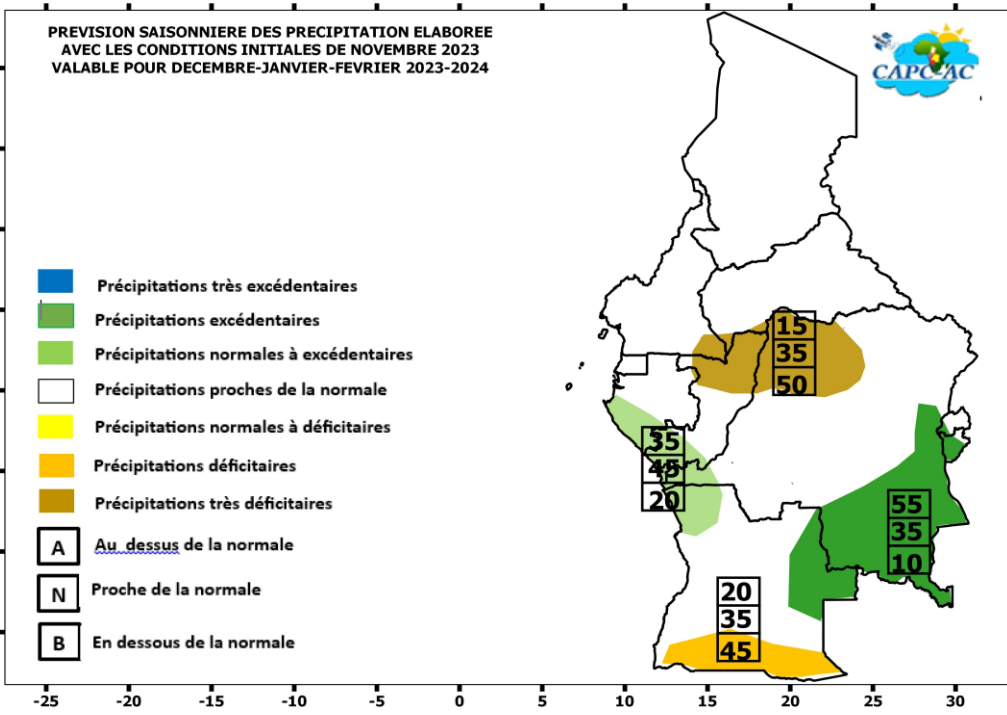 PREVISION SAISONNIERE DES PRECIPITATION ELABOREE
AVEC LES CONDITIONS INITIALES DE NOVEMBRE 2023
VALABLE POUR DECEMBRE-JANVIER-FEVRIER 2023-2024
CAPC-AC
Précipitations très excédentaires
Précipitations excédentaires
Précipitations normales à excédentaires
Précipitations proches de la normale
Précipitations normales à déficitaires
Précipitations déficitaires
Précipitations très déficitaires
A Au dessus de la normale
N Proche de la normale
B En dessous de la normale
15
35
50
35
45
20
55
35
10
20
35
45
-25 -20 -15 -10 -5 0 5 10 15 20 25 30